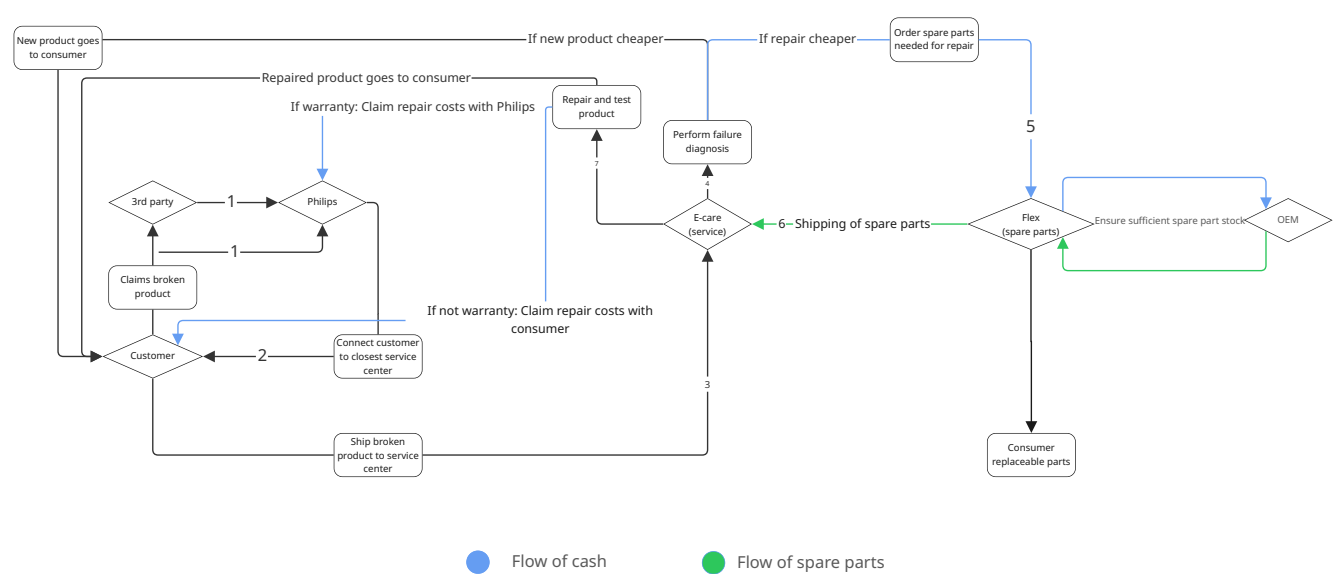 New product goes
to consumer
If new product cheaper
If repair cheaper
Order spare parts
needed for repair
Repaired product goes to consumer
If warranty: Claim repair costs with Philips
Repair and test
product
Perform failure
diagnosis
5
7
4
3rd party
1
Philips
E-care
(service)
6
Shipping of spare parts
Flex
(spare parts)
Ensure sufficient spare part stock
OEM
1
Claims broken
product
If not warranty: Claim repair costs with
consumer
Customer
2
Connect customer
to closest service
center
3
Ship broken
product to service
center
Consumer
replaceable parts
Flow of cash
Flow of spare parts